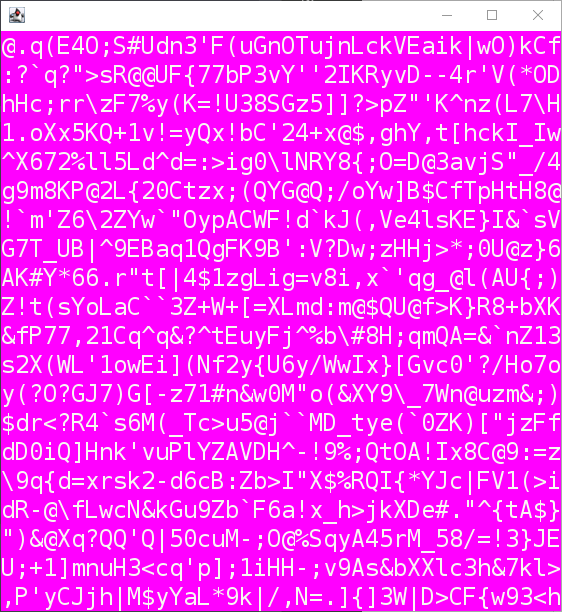 @.q(E4O;S#Udn3'F(uGnOTujnLckVEaik|wO)kCf
:?`q?">sR@@UF{77bP3vY''2IKRyvD--4r'V(*OD
hHc;rr\zF7%y(K=!U38SGz5]]?>pZ"'K^nz(L7\H
1.oXx5KQ+1v!=yQx!bC'24+x@$,ghY,t[hckI_Iw
^X672%ll5Ld^d=:>ig0\lNRY8{;O=D@3avjS"_/4
g9m8KP@2L{20Ctzx;(QYG@Q;/oYw]B$CfTpHtH8@
!`m'Z6\2ZYw`"OypACWF!d`kJ(,Ve4lsKE}I&`sV
G7T_UB|^9EBaq1QgFK9B':V?Dw;zHHj>*;0U@z}6
AK#Y*66.r"t[|4$1zgLig=v8i,x`'qg_@l(AU{;)
Z!t(sYoLaC``3Z+W+[=XLmd:m@$QU@f>K}R8+bXK
&fP77,21Cq^q&?^tEuyFj^%b\#8H;qmQA=&`nZ13
s2X(WL'1owEi](Nf2y{U6y/WwIx}[Gvc0'?/Ho7o
y(?O?GJ7)G[-z71#n&w0M"o(&XY9\_7Wn@uzm&;)
$dr<?R4`s6M(_Tc>u5@j``MD_tye(`0ZK)["jzFf
dD0iQ]Hnk'vuPlYZAVDH^-!9%;QtOA!Ix8C@9:=z
\9q{d=xrsk2-d6cB:Zb>I"X$%RQI{*YJc|FV1(>i
dR-@\fLwcN&kGu9Zb`F6a!x_h>jkXDe#."^{tA$}
")&@Xq?QQ'Q|50cuM-;O@%SqyA45rM_58/=!3}JE
U;+1]mnuH3<cq'p];1iHH-;v9As&bXXlc3h&7kl>
,P'yCJjh|M$yYaL*9k|/,N=.]{]3W|D>CF{w93<h